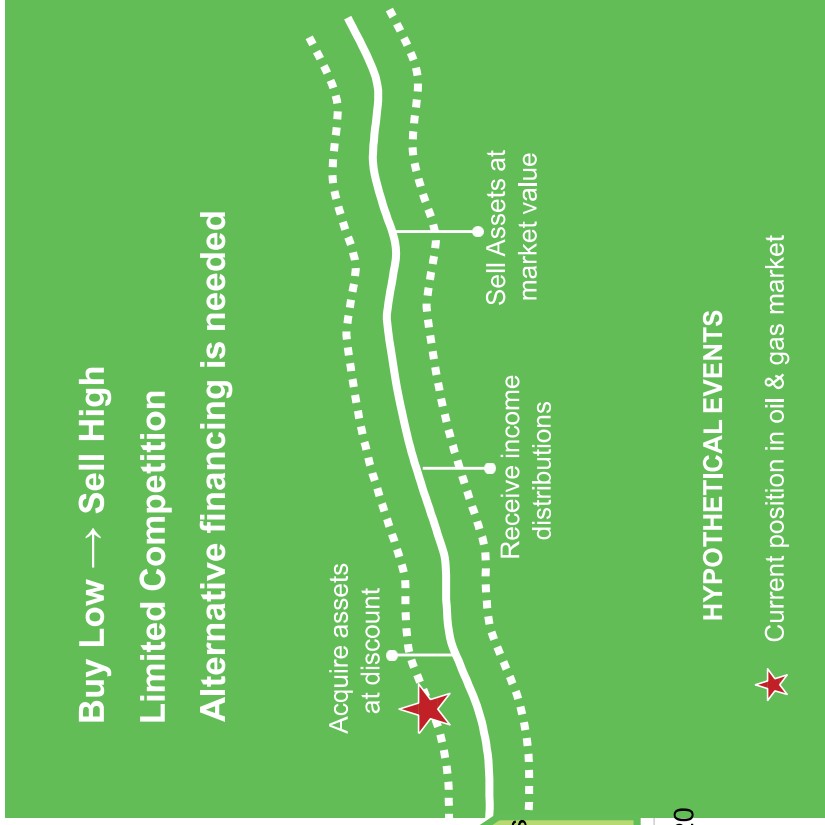 Buy Low → Sell High
Limited Competition
Alternative financing is needed
Acquire assets
at discount
Receive income
distributions
Sell Assets at
market value
HYPOTHETICAL EVENTS
Current position in oil & gas market